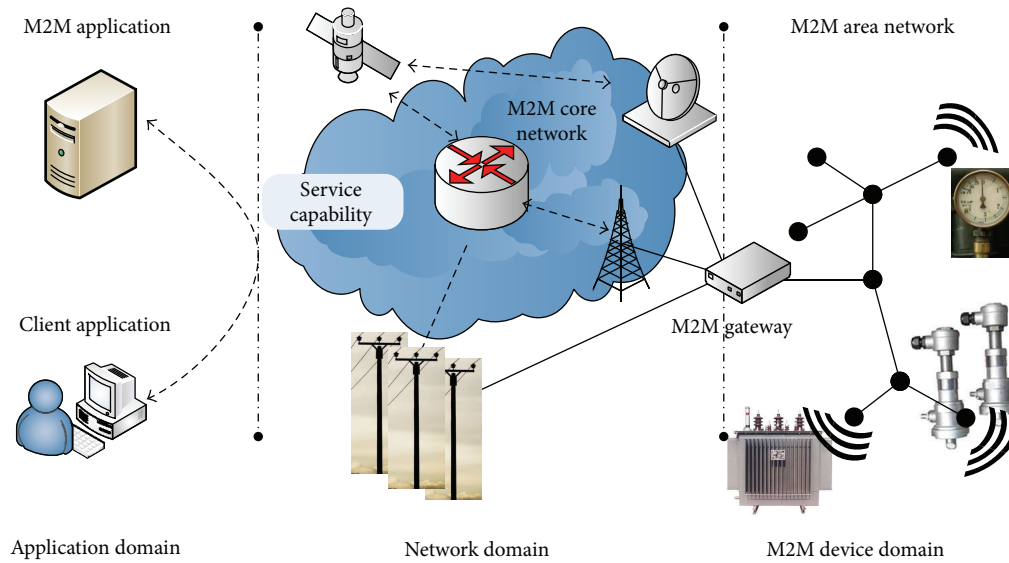 M2M application
M2M area network
M2M core
network
Service
capability
Client application
M2M gateway
Application domain
Network domain
M2M device domain